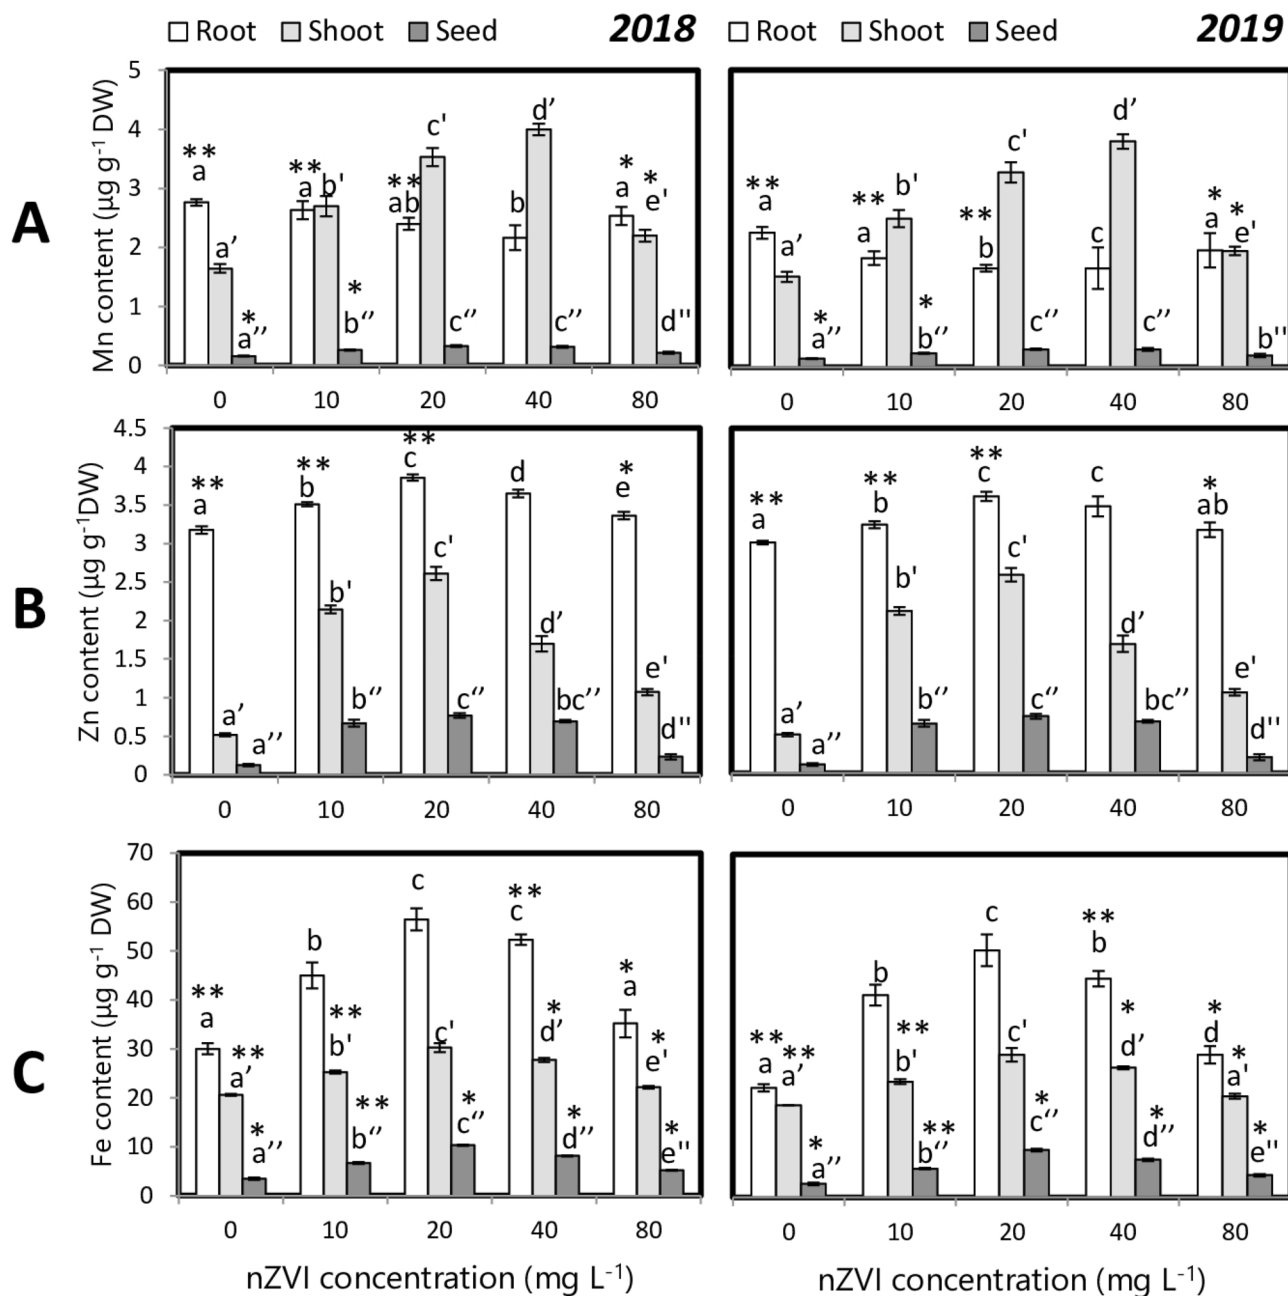 Root Shoot Seed 2018 Root Shoot Seed 2019
A
Mn content (µg g⁻¹ DW)
5
4
3
2
1
0
** a a’ * a’’
** a b' * b‘’
** ab c' c‘’
b d’ c‘’
* a * e' d''
0 10 20 40 80
** a a’ * a’’
** a b' * b‘’
** b c' c‘’
c d’ c‘’
* a * e' b''
0 10 20 40 80
B
Zn content (µg g⁻¹DW)
4.5
4
3.5
3
2.5
2
1.5
1
0.5
0
** a a’ a’’
** b b' b‘’
** c c' c‘’
d d’ bc’’
* e e' d''
0 10 20 40 80
** a a’ a’’
** b b' b‘’
** c c' c‘’
c d’ bc’’
* ab e' d''
0 10 20 40 80
C
Fe content (µg g⁻¹ DW)
70
60
50
40
30
20
10
0
** a ** a’ * a’’
b ** b' ** b‘’
c c' * c‘’
** c * d’ * d’’
* a * e' * e''
0 10 20 40 80
** a ** a’ * a’’
b ** b' ** b‘’
c c' * c‘’
** b * d’ * d’’
* d * a' * e''
0 10 20 40 80
nZVI concentration (mg L⁻¹) nZVI concentration (mg L⁻¹)